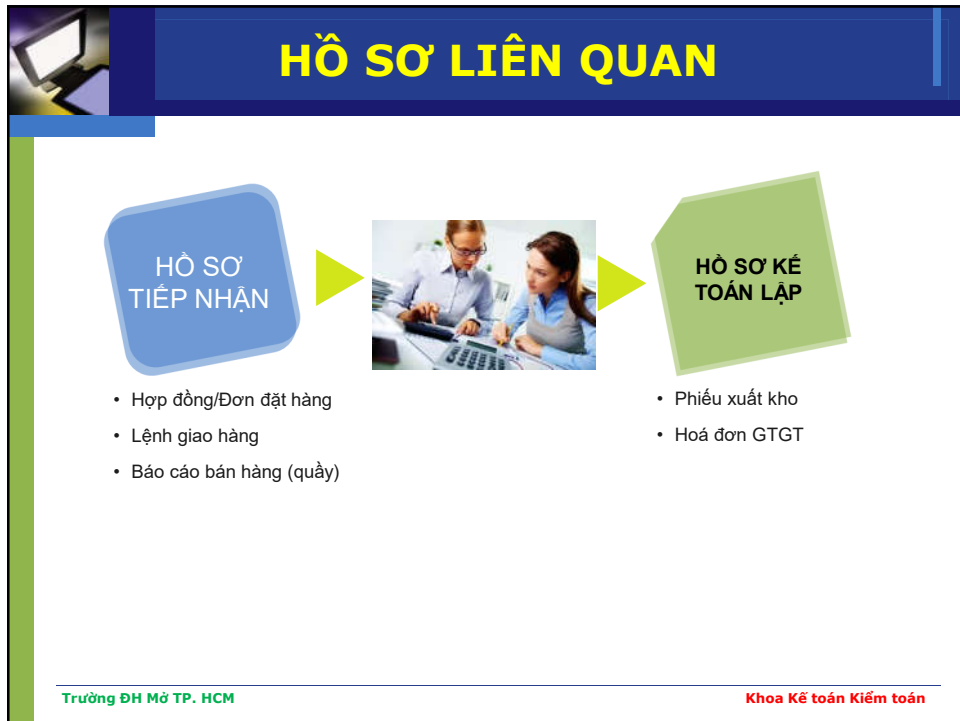 HỒ SƠ LIÊN QUAN
HỒ SƠ
TIẾP NHẬN
HỒ SƠ KẾ
TOÁN LẬP
• Hợp đồng/Đơn đặt hàng
• Lệnh giao hàng
• Báo cáo bán hàng (quầy)
• Phiếu xuất kho
• Hoá đơn GTGT
Trường ĐH Mở TP. HCM
Khoa Kế toán Kiểm toán